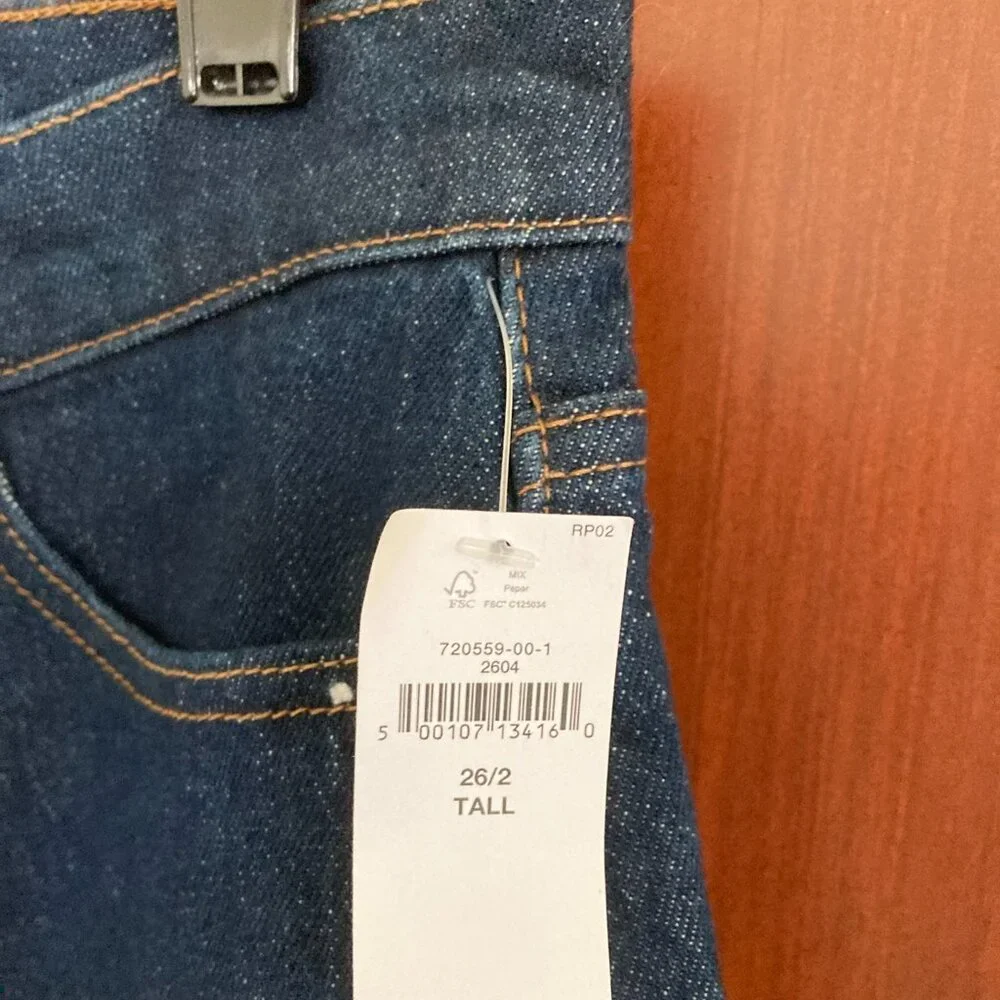 RP02
MIX
Paper
FSC FSC® C125034
720559-00-1
2604
5 00107 13416 0
26/2
TALL